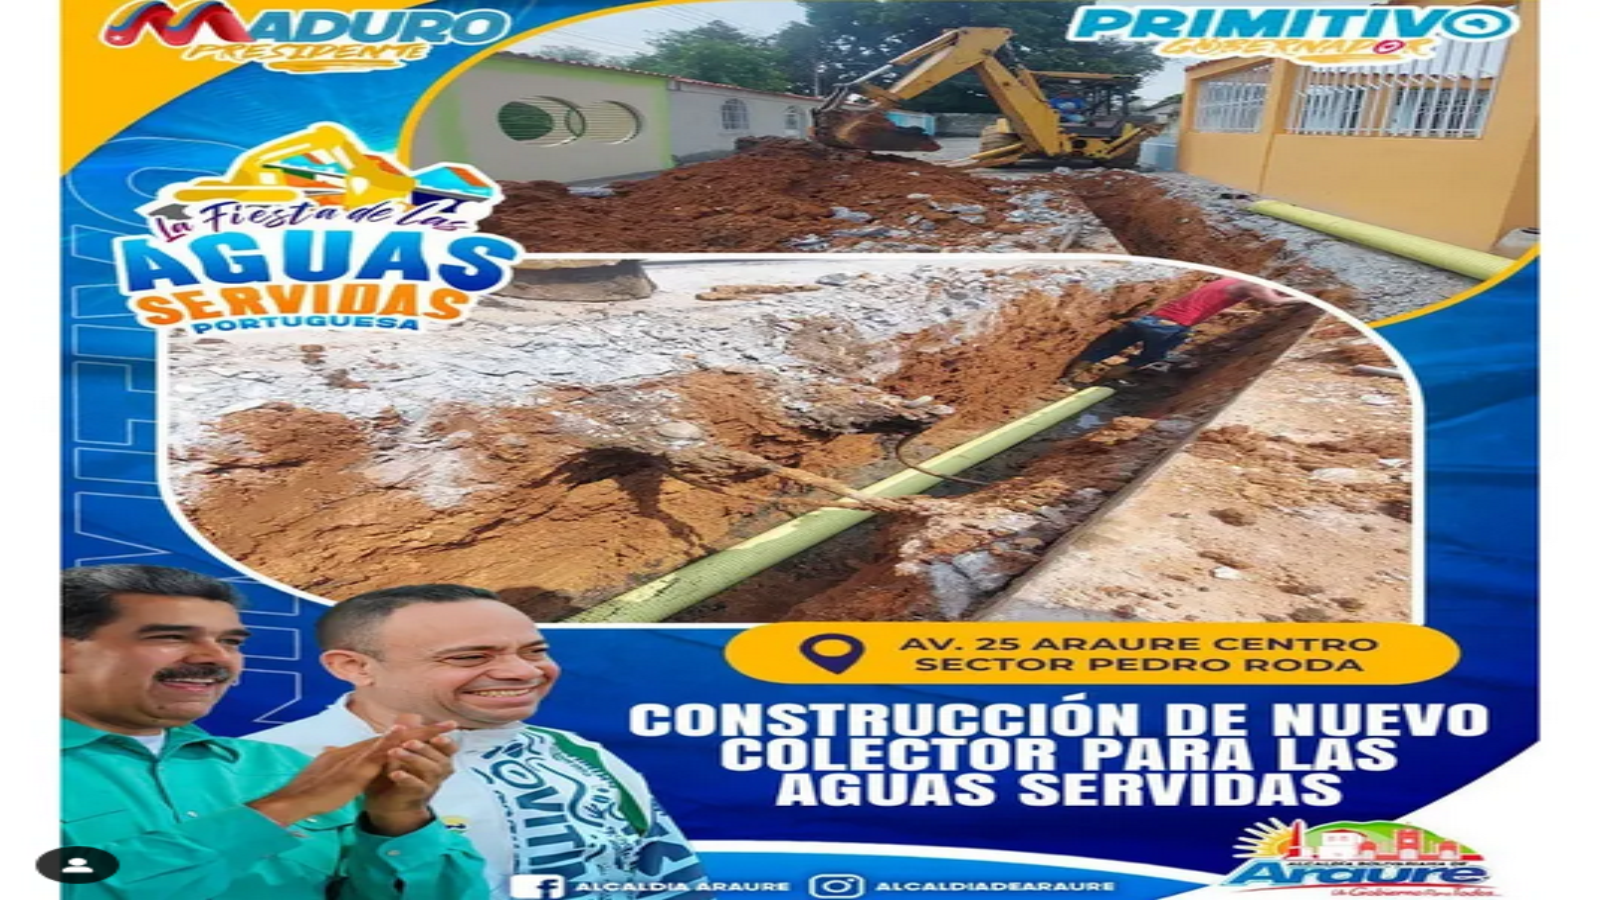 MADURO
PRESIDENTE
PRIMITIVO
GOBERNADOR
La Fiesta de las
AGUAS
SERVIDAS
PORTUGUESA
PRIMITIVO
AV. 25 ARAURE CENTRO
SECTOR PEDRO RODA
CONSTRUCCIÓN DE NUEVO
COLECTOR PARA LAS
AGUAS SERVIDAS
ALCALDIA ARAURE
ALCALDIADEARAURE
Araure